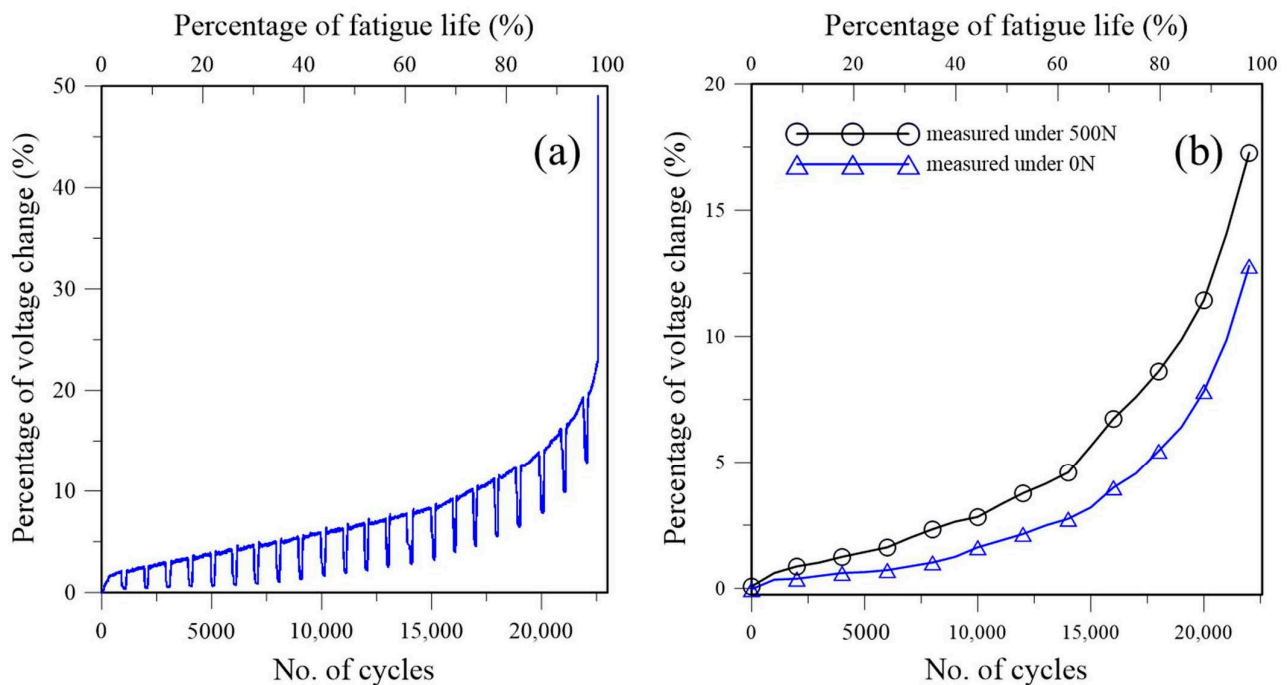 Percentage of fatigue life (%)
0 20 40 60 80 100
Percentage of voltage change (%)
50
40
30
20
10
0
(a)
0 5000 10,000 15,000 20,000
No. of cycles
Percentage of fatigue life (%)
0 20 40 60 80 100
Percentage of voltage change (%)
20
15
10
5
0
measured under 500N
measured under 0N
(b)
0 5000 10,000 15,000 20,000
No. of cycles